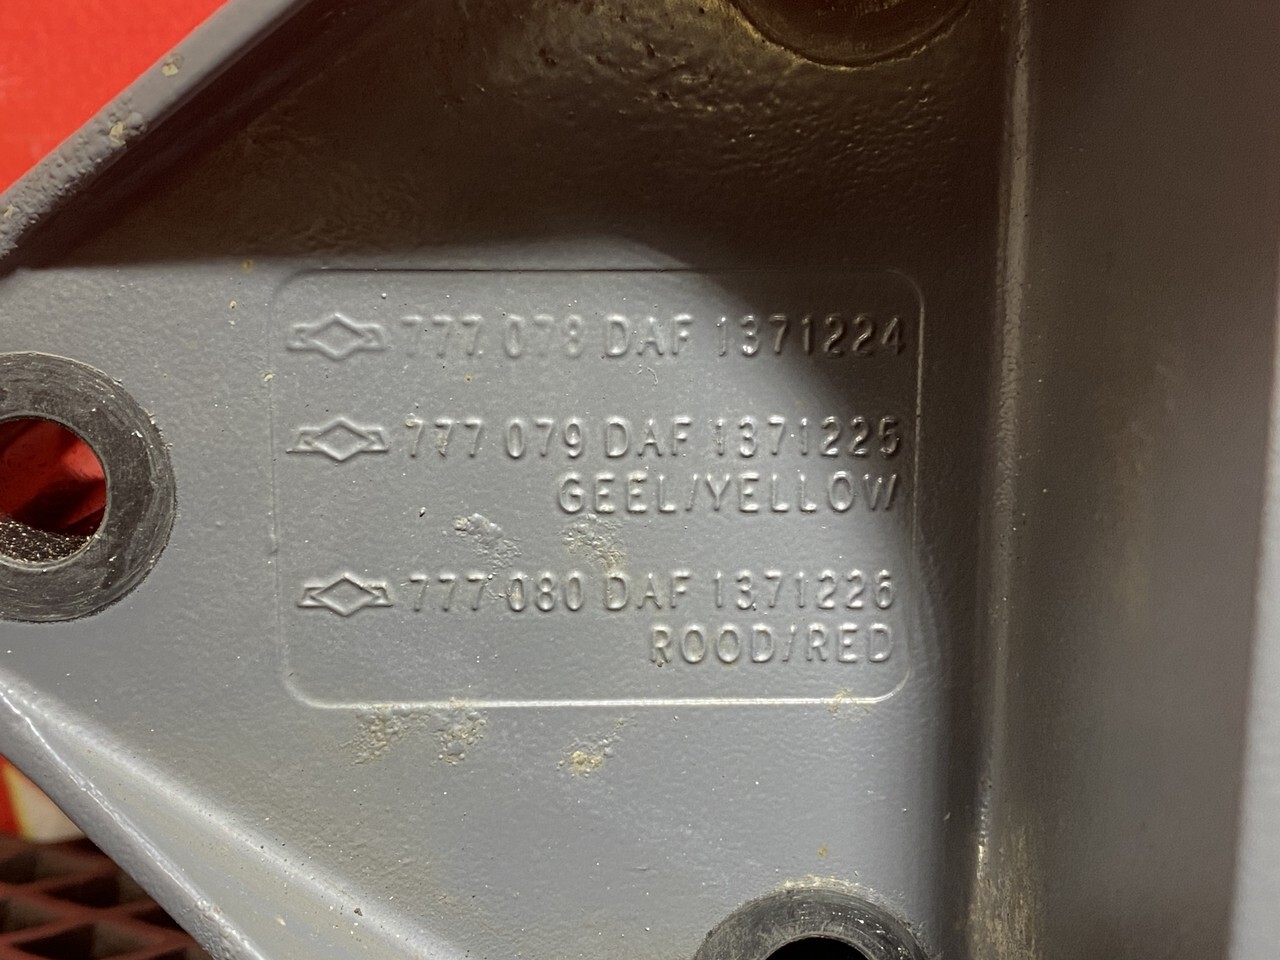 777 078 DAF 1371224
777 079 DAF 1371225
GEEL/YELLOW
777 080 DAF 1371226
ROOD/RED